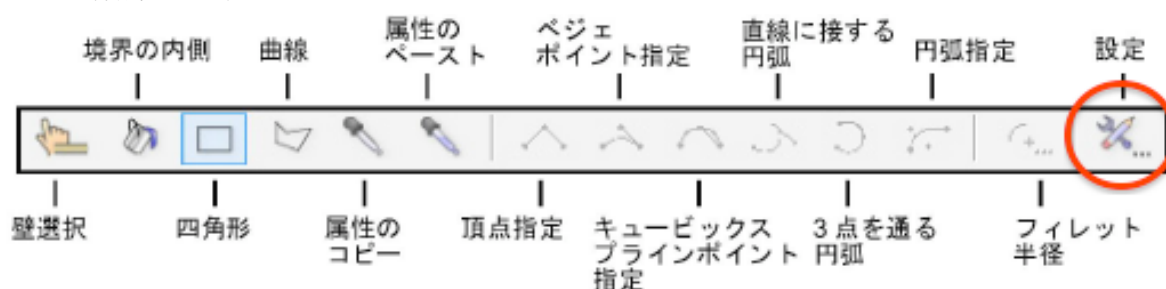 境界の内側
曲線
属性の
ペースト
ベジェ
ポイント指定
直線に接する
円弧
円弧指定
設定
壁選択
四角形
属性の
コピー
頂点指定
キュービックス
プラインポイント
指定
3点を通る
円弧
フィレット
半径